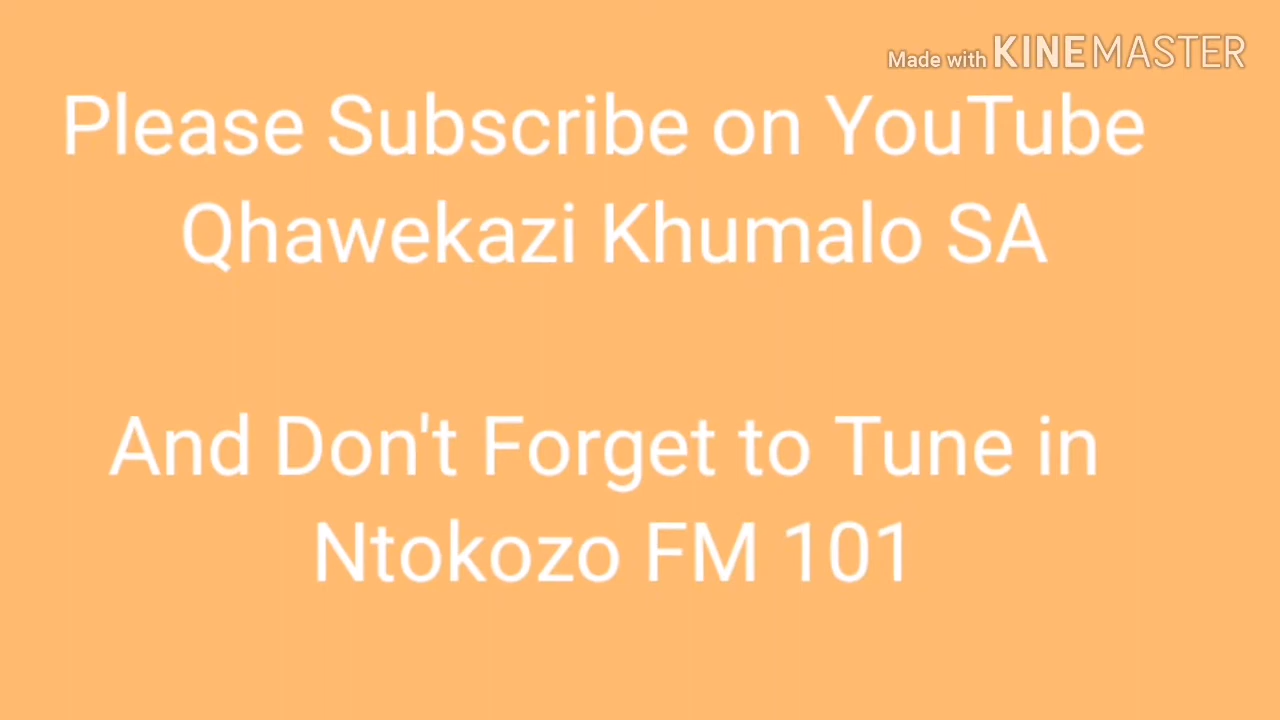 Made with KINEMASTER
Please Subscribe on YouTube
Qhawekazi Khumalo SA
And Don't Forget to Tune in
Ntokozo FM 101